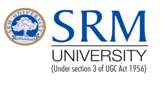 SRM
UNIVERSITY
(Under section 3 of UGC Act 1956)